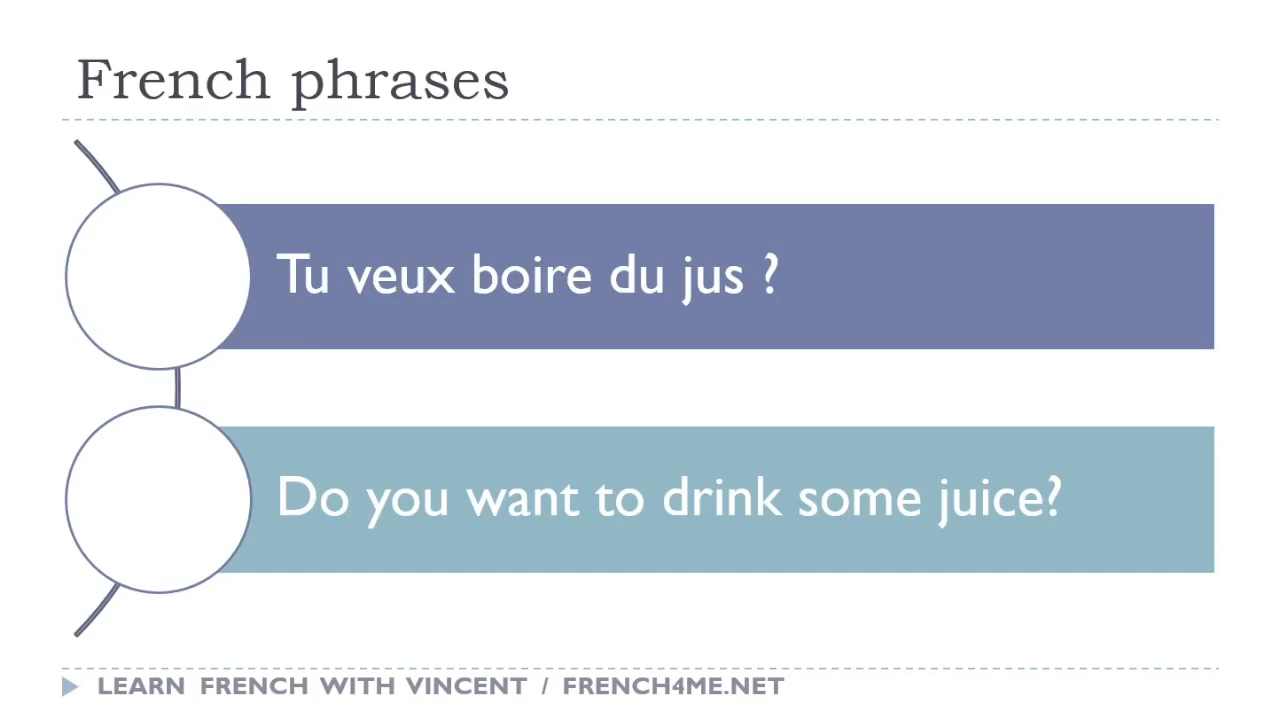 French phrases
Tu veux boire du jus ?
Do you want to drink some juice?
LEARN FRENCH WITH VINCENT / FRENCH4ME.NET